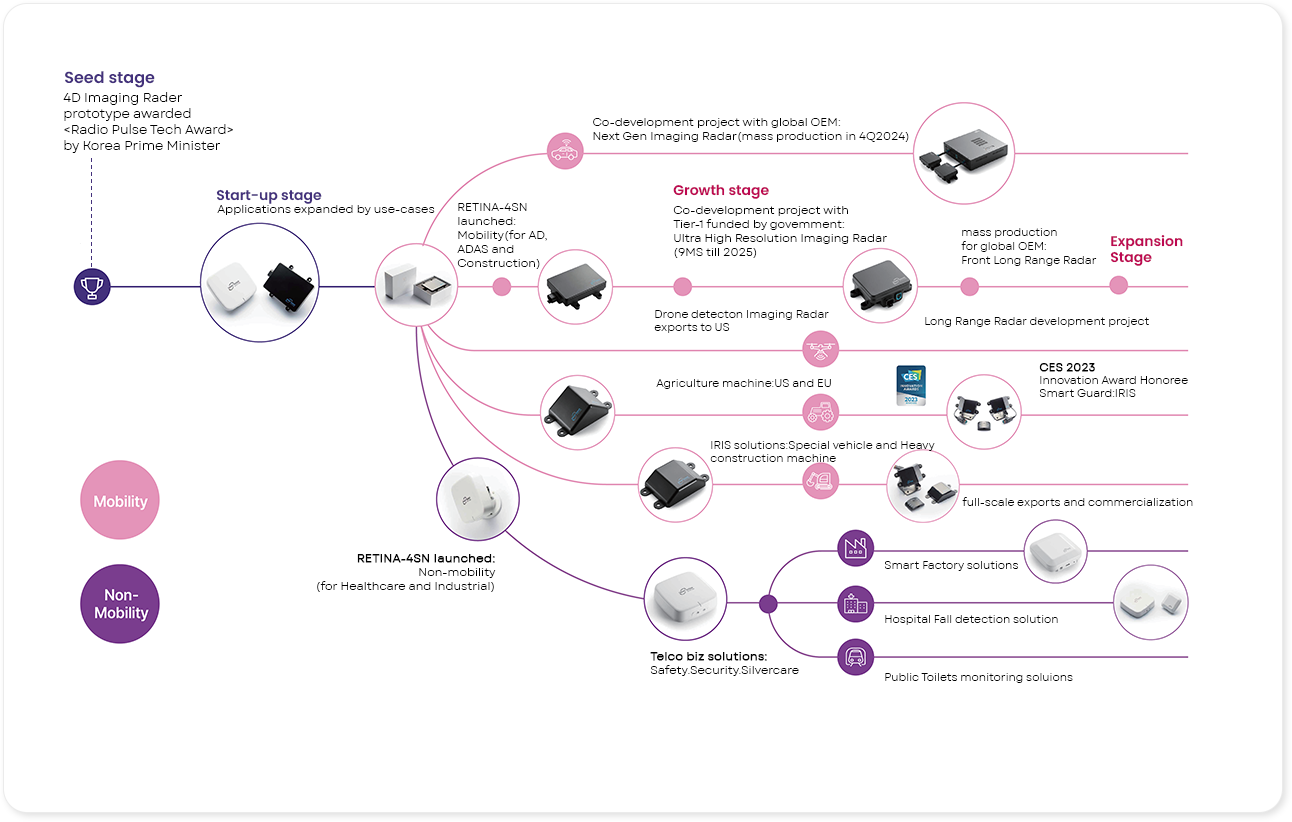 Seed stage
4D Imaging Rader
prototype awarded
<Radio Pulse Tech Award>
by Korea Prime Minister
Start-up stage
Applications expanded by use-cases
Co-development project with global OEM:
Next Gen Imaging Radar(mass production in 4Q2024)
RETINA-4SN
launched:
Mobility(for AD,
ADAS and
Construction)
Growth stage
Co-development project with
Tier-1 funded by govemment:
Ultra High Resolution Imaging Radar
(9MS till 2025)
mass production
for global OEM:
Front Long Range Radar
Expansion
Stage
Drone detecton Imaging Radar
exports to US
Long Range Radar development project
Agriculture machine:US and EU
CES
INNOVATION
AWARDS
2023
CES 2023
Innovation Award Honoree
Smart Guard:IRIS
IRIS solutions:Special vehicle and Heavy
construction machine
full-scale exports and commercialization
Mobility
Non-
Mobility
RETINA-4SN launched:
Non-mobility
(for Healthcare and Industrial)
Telco biz solutions:
Safety.Security.Silvercare
Smart Factory solutions
Hospital Fall detection solution
Public Toilets monitoring soluions